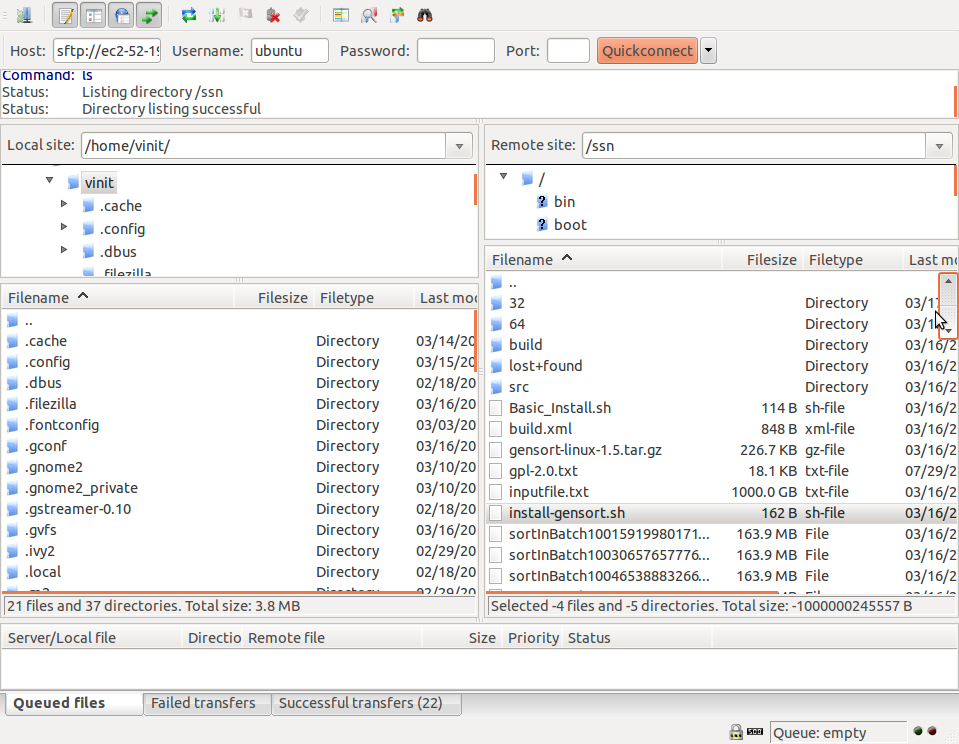 Host: sftp://ec2-52-19 Username: ubuntu Password: Port: Quickconnect
Command: ls
Status: Listing directory /ssn
Status: Directory listing successful
Local site: /home/vinit/
vinit
.cache
.config
.dbus
.filezilla
Filename Filesize Filetype Last mod
..
.cache Directory 03/14/20
.config Directory 03/15/20
.dbus Directory 02/18/20
.filezilla Directory 03/16/20
.fontconfig Directory 03/03/20
.gconf Directory 03/16/20
.gnome2 Directory 03/10/20
.gnome2_private Directory 03/10/20
.gstreamer-0.10 Directory 02/18/20
.gvfs Directory 03/16/20
.ivy2 Directory 02/29/20
.local Directory 02/18/20
.m2 Directory 02/29/20
21 files and 37 directories. Total size: 3.8 MB
Remote site: /ssn
/
bin
boot
Filename Filesize Filetype Last mo
..
32 Directory 03/17
64 Directory 03/1
build Directory 03/16/2
lost+found Directory 03/16/2
src Directory 03/16/2
Basic_Install.sh 114 B sh-file 03/16/2
build.xml 848 B xml-file 03/16/2
gensort-linux-1.5.tar.gz 226.7 KB gz-file 03/16/2
gpl-2.0.txt 18.1 KB txt-file 07/29/2
inputfile.txt 1000.0 GB txt-file 03/16/2
install-gensort.sh 162 B sh-file 03/16/2
sortInBatch10015919980171... 163.9 MB File 03/16/2
sortInBatch10030657657776... 163.9 MB File 03/16/2
sortInBatch10046538883266... 163.9 MB File 03/16/2
Selected -4 files and -5 directories. Total size: -1000000245557 B
Server/Local file Directio Remote file Size Priority Status
Queued files Failed transfers Successful transfers (22)
Queue: empty